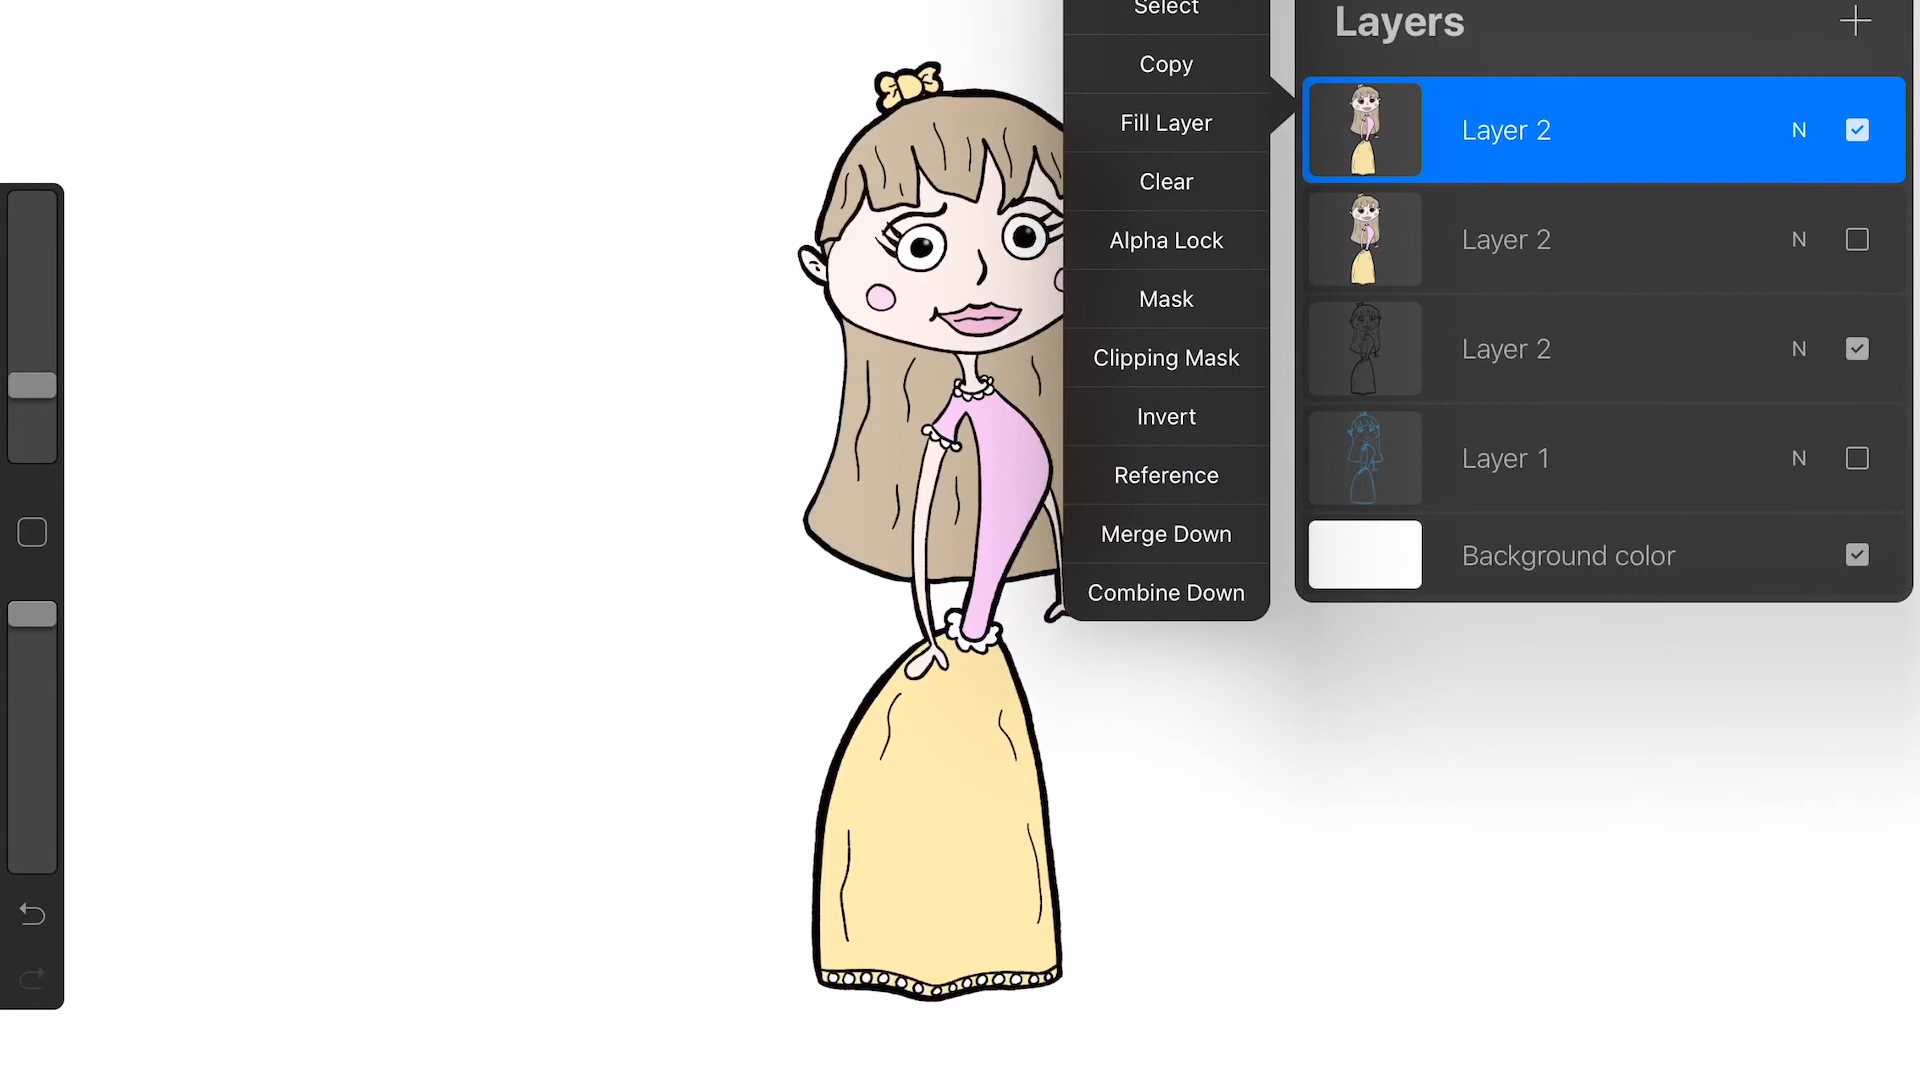 Select
Copy
Fill Layer
Clear
Alpha Lock
Mask
Clipping Mask
Invert
Reference
Merge Down
Combine Down
Layers
Layer 2 N
Layer 2 N
Layer 2 N
Layer 1 N
Background color